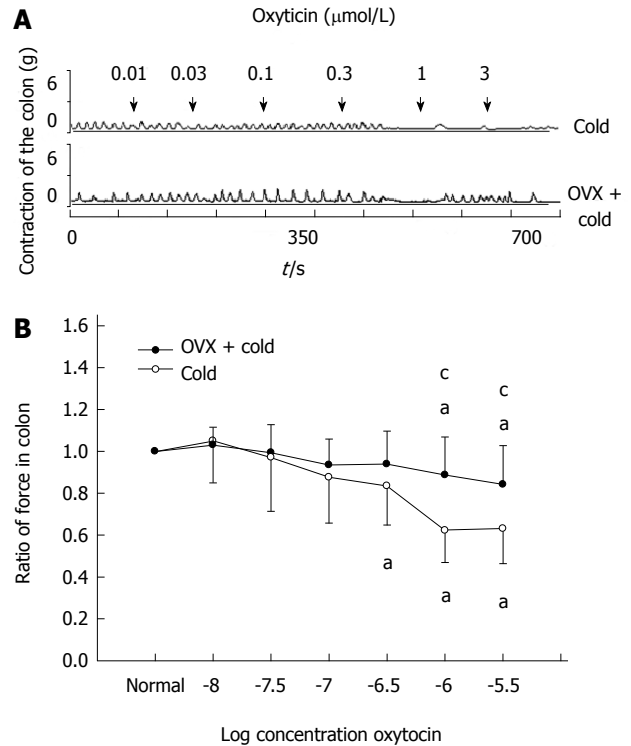 A
Oxyticin (μmol/L)
0.01 0.03 0.1 0.3 1 3
Contraction of the colon (g)
6
0
Cold
6
0
OVX + cold
0 350 700
t/s
B
1.6
1.4
1.2
1.0
0.8
0.6
0.4
0.2
0.0
Ratio of force in colon
OVX + cold
Cold
c c
a a
a a a
Normal -8 -7.5 -7 -6.5 -6 -5.5
Log concentration oxytocin